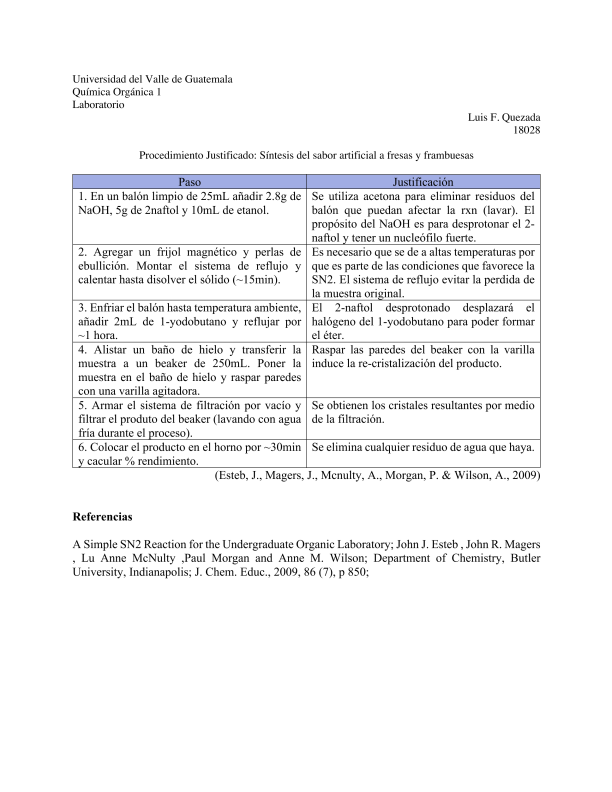 Universidad del Valle de Guatemala
Química Orgánica 1
Laboratorio
Luis F. Quezada
18028
Procedimiento Justificado: Síntesis del sabor artificial a fresas y frambuesas
Paso
Justificación
1. En un balón limpio de 25mL añadir 2.8g de
NaOH, 5g de 2naftol y 10mL de etanol.
Se utiliza acetona para eliminar residuos del
balón que puedan afectar la rxn (lavar). El
propósito del NaOH es para desprotonar el 2-
naftol y tener un nucleófilo fuerte.
2. Agregar un frijol magnético y perlas de
ebullición. Montar el sistema de reflujo y
calentar hasta disolver el sólido (~15min).
Es necesario que se de a altas temperaturas por
que es parte de las condiciones que favorece la
SN2. El sistema de reflujo evitar la perdida de
la muestra original.
3. Enfriar el balón hasta temperatura ambiente,
añadir 2mL de 1-yodobutano y reflujar por
~1 hora.
El 2-naftol desprotonado desplazará el
halógeno del 1-yodobutano para poder formar
el éter.
4. Alistar un baño de hielo y transferir la
muestra a un beaker de 250mL. Poner la
muestra en el baño de hielo y raspar paredes
con una varilla agitadora.
Raspar las paredes del beaker con la varilla
induce la re-cristalización del producto.
5. Armar el sistema de filtración por vacío y
filtrar el produto del beaker (lavando con agua
fría durante el proceso).
Se obtienen los cristales resultantes por medio
de la filtración.
6. Colocar el producto en el horno por ~30min
y cacular % rendimiento.
Se elimina cualquier residuo de agua que haya.
(Esteb, J., Magers, J., Mcnulty, A., Morgan, P. & Wilson, A., 2009)
Referencias
A Simple SN2 Reaction for the Undergraduate Organic Laboratory; John J. Esteb , John R. Magers
, Lu Anne McNulty ,Paul Morgan and Anne M. Wilson; Department of Chemistry, Butler
University, Indianapolis; J. Chem. Educ., 2009, 86 (7), p 850;